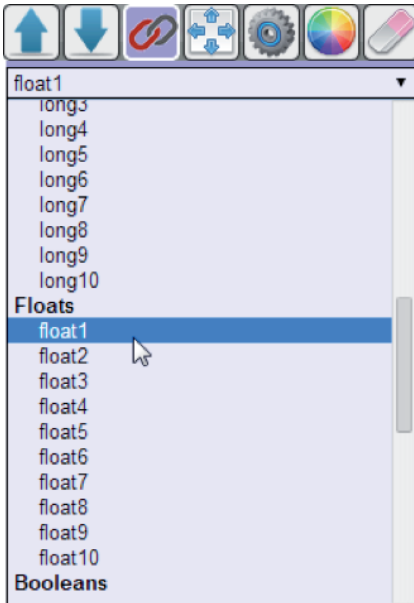 float1
long3
long4
long5
long6
long7
long8
long9
long10
Floats
float1
float2
float3
float4
float5
float6
float7
float8
float9
float10
Booleans